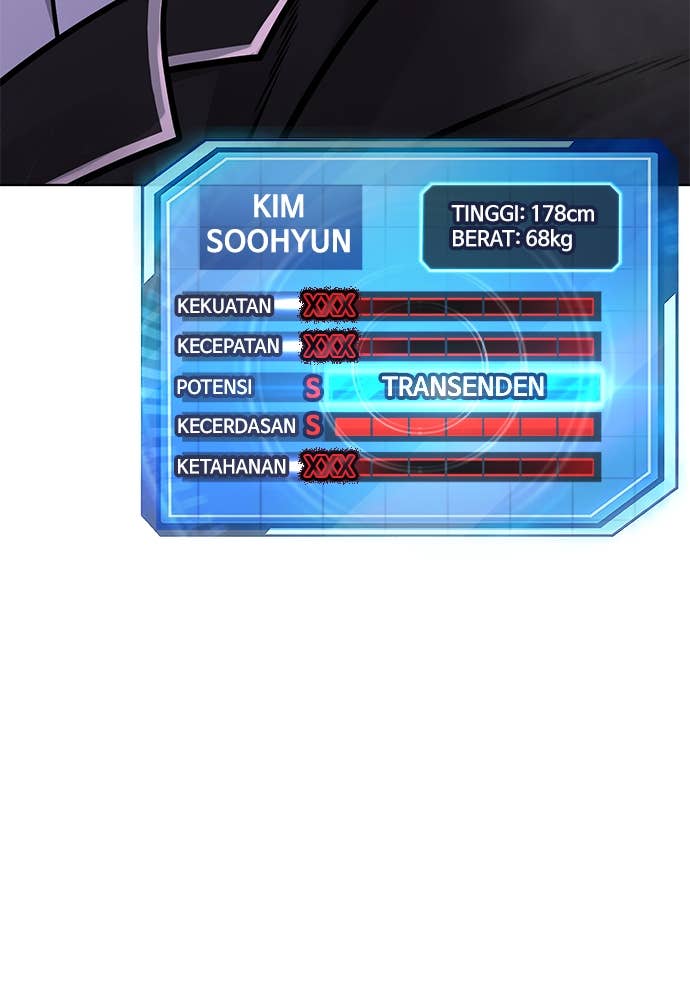 KIM
SOOHYUN
TINGGI: 178cm
BERAT: 68kg
KEKUATAN XXX
KECEPATAN XXX
POTENSI S TRANSENDEN
KECERDASAN S
KETAHANAN XXX